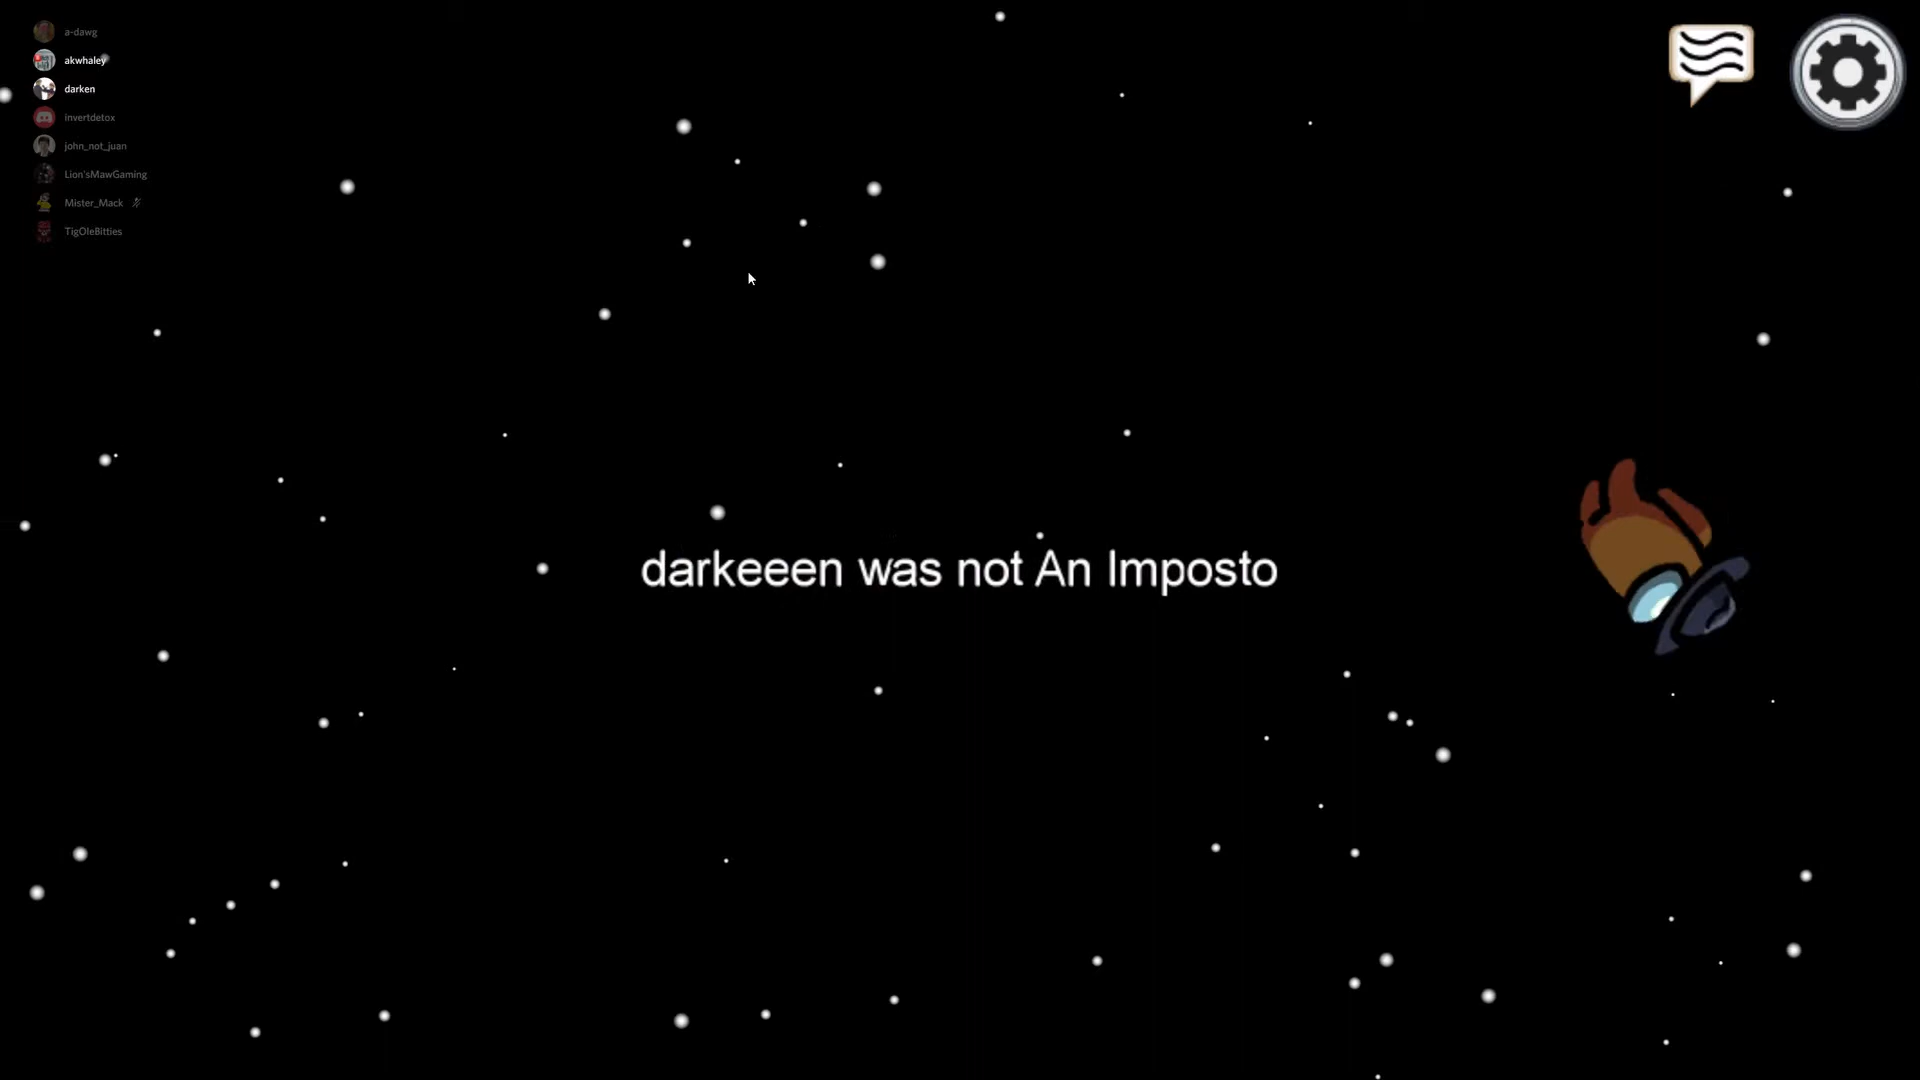 a-dawg
akwhaley
darken
invertdetox
john_not_juan
Lion'sMawGaming
Mister_Mack
TigOleBitties
darkeeen was not An Imposto